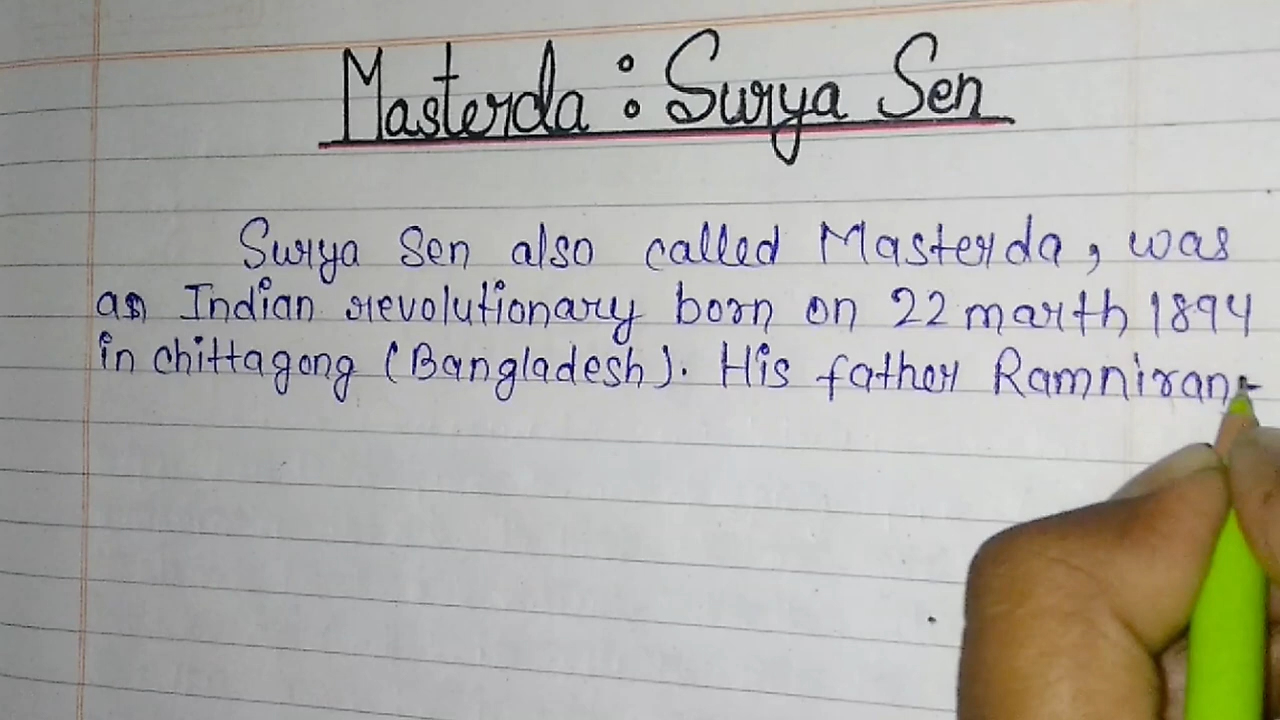 Masterda : Surya Sen
Surya Sen also called Masterda, was
an Indian revolutionary born on 22 marth 1894
in chittagong (Bangladesh). His father Ramniran-